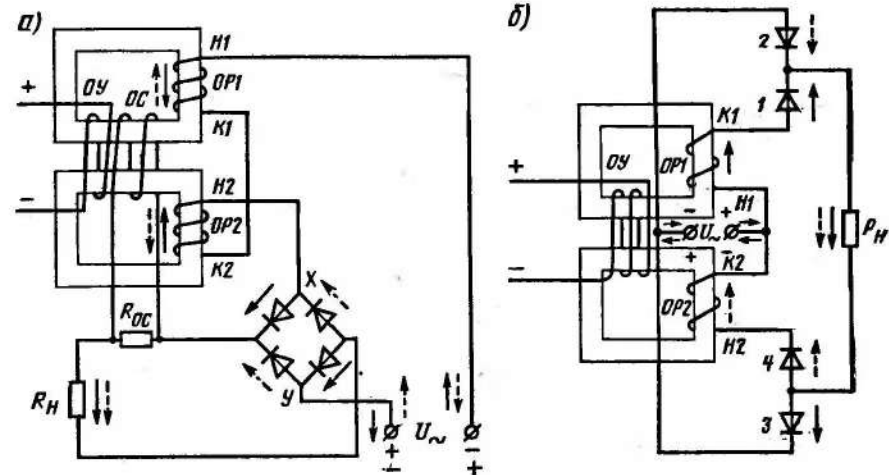 а)
+
−
ОУ
ОС
Н1
ОР1
К1
Н2
ОР2
К2
X
У
R_ОС
R_Н
U~
+
−
−
+
б)
2
1
+
−
ОУ
ОР1
К1
Н1
− U~ +
+ −
К2
ОР2
Н2
4
3
Р_Н